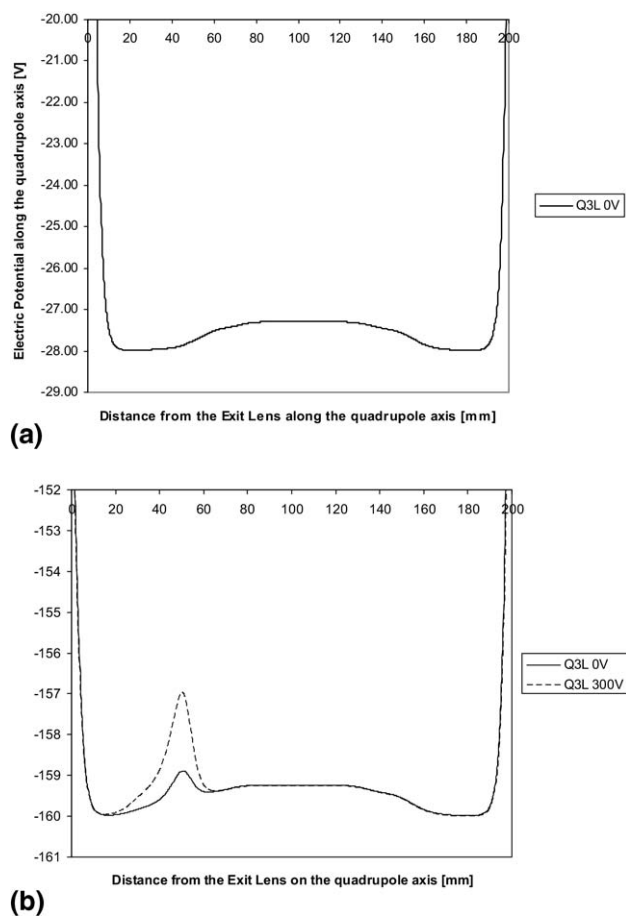 -20.00
0 20 40 60 80 100 120 140 160 180 200
-21.00
-22.00
-23.00
-24.00
-25.00
-26.00
-27.00
-28.00
-29.00
Electric Potential along the quadrupole axis [V]
Q3L 0V
Distance from the Exit Lens along the quadrupole axis [mm]
(a)
-152
0 20 40 60 80 100 120 140 160 180 200
-153
-154
-155
-156
-157
-158
-159
-160
-161
Q3L 0V
Q3L 300V
Distance from the Exit Lens on the quadrupole axis [mm]
(b)